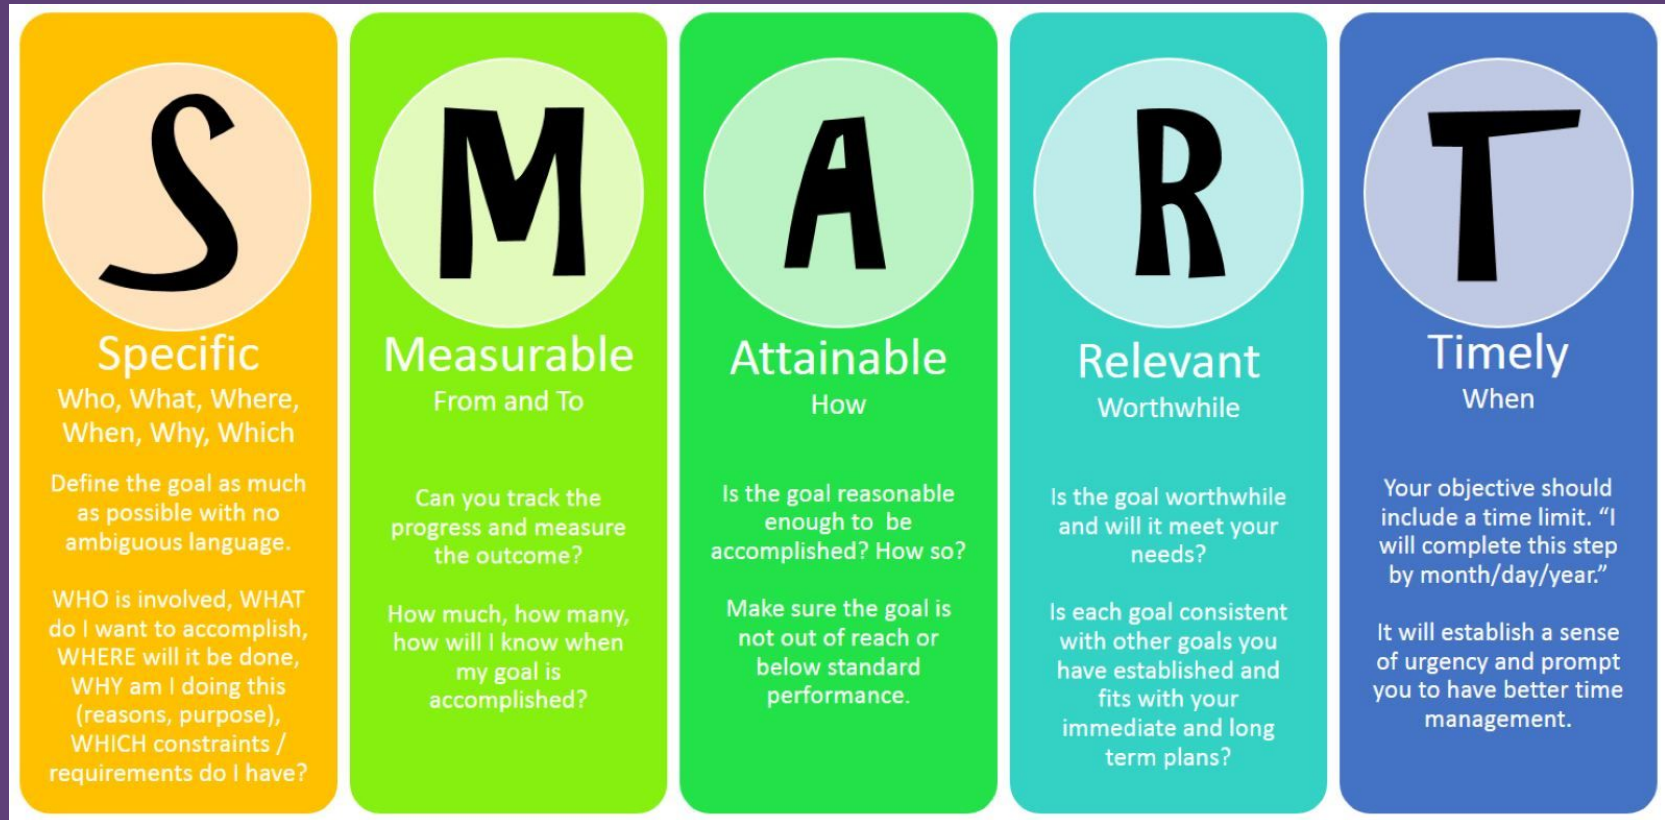 S
Specific
Who, What, Where,
When, Why, Which
Define the goal as much
as possible with no
ambiguous language.
WHO is involved, WHAT
do I want to accomplish,
WHERE will it be done,
WHY am I doing this
(reasons, purpose),
WHICH constraints /
requirements do I have?
M
Measurable
From and To
Can you track the
progress and measure
the outcome?
How much, how many,
how will I know when
my goal is
accomplished?
A
Attainable
How
Is the goal reasonable
enough to be
accomplished? How so?
Make sure the goal is
not out of reach or
below standard
performance.
R
Relevant
Worthwhile
Is the goal worthwhile
and will it meet your
needs?
Is each goal consistent
with other goals you
have established and
fits with your
immediate and long
term plans?
T
Timely
When
Your objective should
include a time limit. “I
will complete this step
by month/day/year.”
It will establish a sense
of urgency and prompt
you to have better time
management.